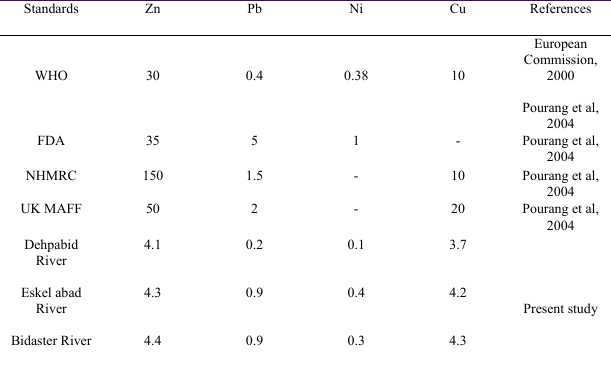 Standards Zn Pb Ni Cu References
European
Commission,
WHO 30 0.4 0.38 10 2000
Pourang et al,
2004
FDA 35 5 1 - Pourang et al,
2004
NHMRC 150 1.5 - 10 Pourang et al,
2004
UK MAFF 50 2 - 20 Pourang et al,
2004
Dehpabid 4.1 0.2 0.1 3.7
River
Eskel abad 4.3 0.9 0.4 4.2
River Present study
Bidaster River 4.4 0.9 0.3 4.3